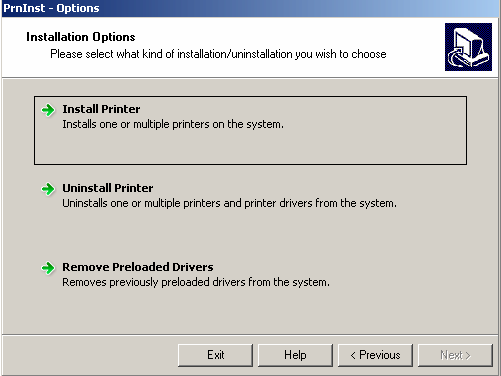 PrnInst - Options
Installation Options
Please select what kind of installation/uninstallation you wish to choose
Install Printer
Installs one or multiple printers on the system.
Uninstall Printer
Uninstalls one or multiple printers and printer drivers from the system.
Remove Preloaded Drivers
Removes previously preloaded drivers from the system.
Exit Help < Previous Next >